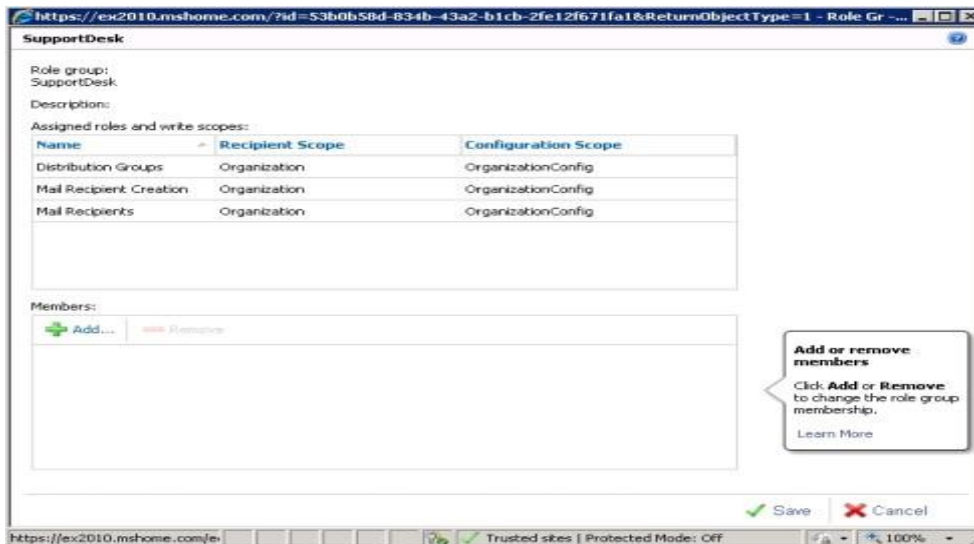 https://ex2010.mshome.com/?id=53b0b58d-834b-43a2-b1cb-2fe12f671fa1&ReturnObjectType=1 - Role Gr -...
SupportDesk
Role group:
SupportDesk
Description:
Assigned roles and write scopes:
Name Recipient Scope Configuration Scope
Distribution Groups Organization OrganizationConfig
Mail Recipient Creation Organization OrganizationConfig
Mail Recipients Organization OrganizationConfig
Members:
Add... Remove
Add or remove
members
Click Add or Remove
to change the role group
membership.
Learn More
Save Cancel
https://ex2010.mshome.com/e Trusted sites | Protected Mode: Off 100%